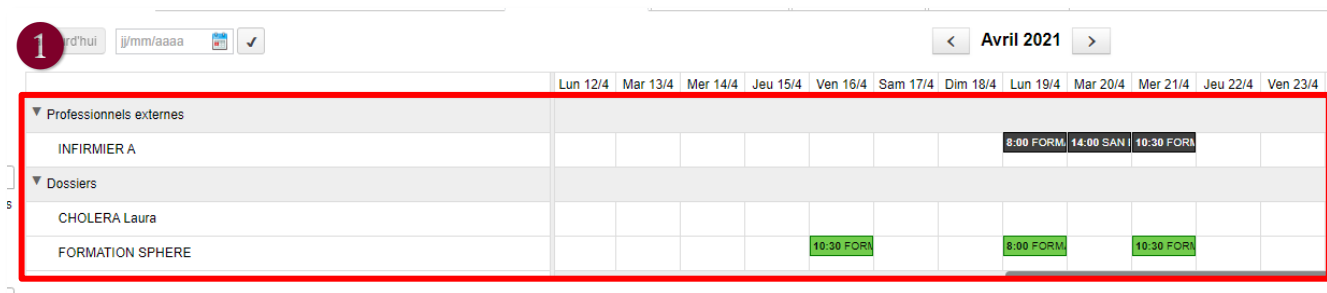 1 rd'hui jj/mm/aaaa Avril 2021
Lun 12/4 Mar 13/4 Mer 14/4 Jeu 15/4 Ven 16/4 Sam 17/4 Dim 18/4 Lun 19/4 Mar 20/4 Mer 21/4 Jeu 22/4 Ven 23/4
Professionnels externes
INFIRMIER A 8:00 FORM 14:00 SAN 10:30 FORM
Dossiers
s
CHOLERA Laura
FORMATION SPHERE 10:30 FORM 8:00 FORM 10:30 FORM